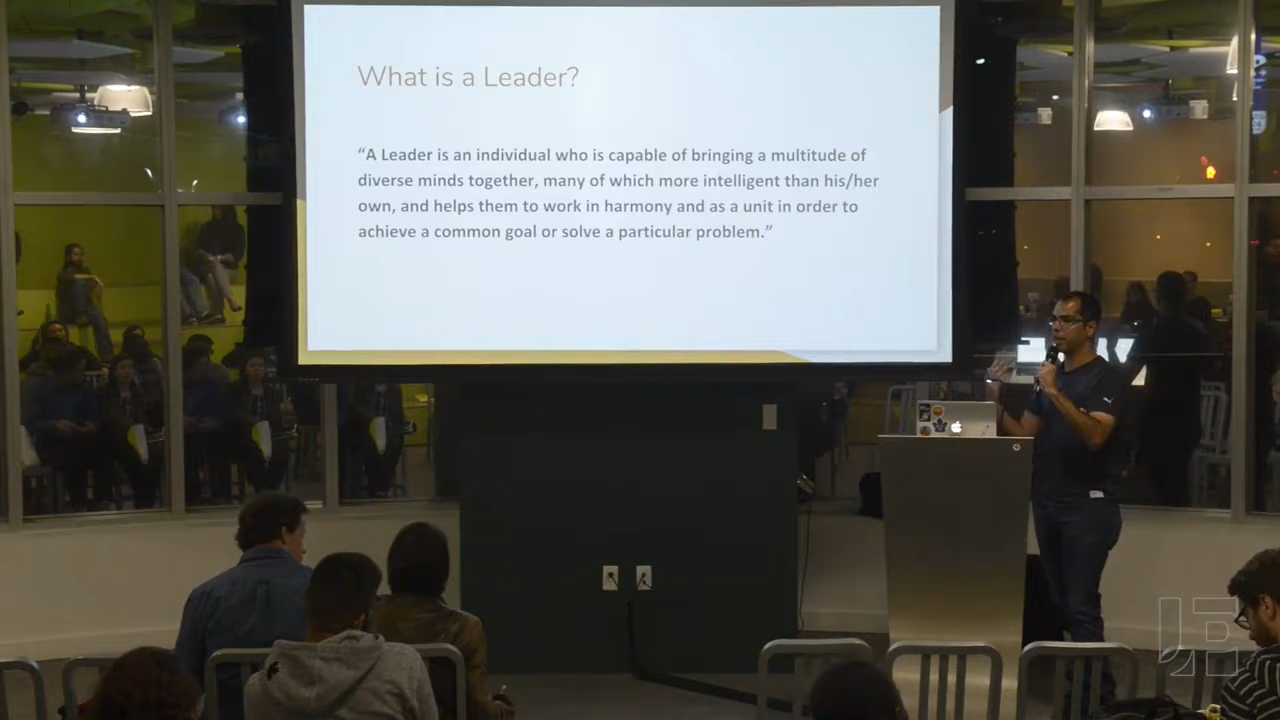 What is a Leader?
“A Leader is an individual who is capable of bringing a multitude of
diverse minds together, many of which more intelligent than his/her
own, and helps them to work in harmony and as a unit in order to
achieve a common goal or solve a particular problem.”